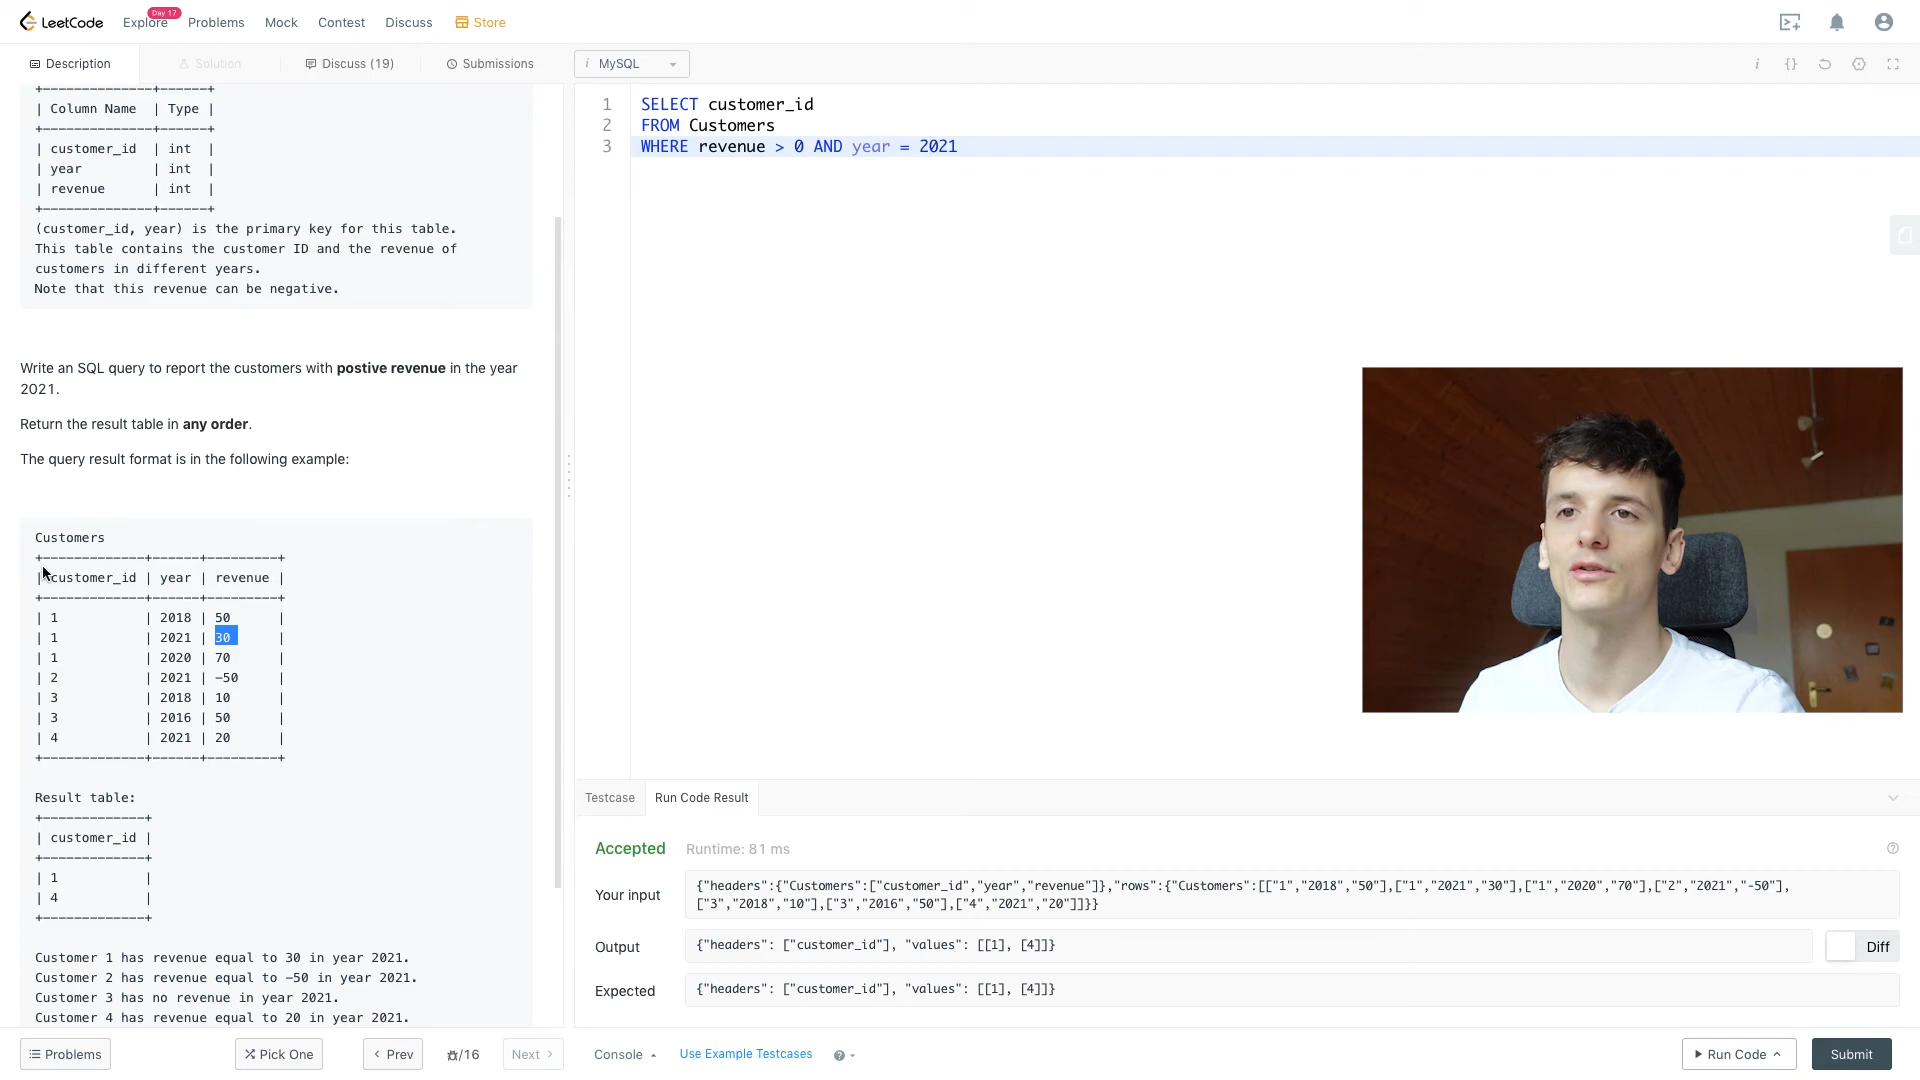 LeetCode
Explore
Day 17
Problems
Mock
Contest
Discuss
Store
Description
Solution
Discuss (19)
Submissions
i MySQL
i
{}
+--------------+------+
| Column Name  | Type |
+--------------+------+
| customer_id  | int  |
| year         | int  |
| revenue      | int  |
+--------------+------+
(customer_id, year) is the primary key for this table.
This table contains the customer ID and the revenue of
customers in different years.
Note that this revenue can be negative.
Write an SQL query to report the customers with postive revenue in the year
2021.
Return the result table in any order.
The query result format is in the following example:
Customers
+-------------+------+---------+
| customer_id | year | revenue |
+-------------+------+---------+
| 1           | 2018 | 50      |
| 1           | 2021 | 30      |
| 1           | 2020 | 70      |
| 2           | 2021 | -50     |
| 3           | 2018 | 10      |
| 3           | 2016 | 50      |
| 4           | 2021 | 20      |
+-------------+------+---------+
Result table:
+-------------+
| customer_id |
+-------------+
| 1           |
| 4           |
+-------------+
Customer 1 has revenue equal to 30 in year 2021.
Customer 2 has revenue equal to -50 in year 2021.
Customer 3 has no revenue in year 2021.
Customer 4 has revenue equal to 20 in year 2021.
1 SELECT customer_id
2 FROM Customers
3 WHERE revenue > 0 AND year = 2021
Testcase
Run Code Result
Accepted
Runtime: 81 ms
Your input
{"headers":{"Customers":["customer_id","year","revenue"]},"rows":{"Customers":[["1","2018","50"],["1","2021","30"],["1","2020","70"],["2","2021","-50"],
["3","2018","10"],["3","2016","50"],["4","2021","20"]]}}
Output
{"headers": ["customer_id"], "values": [[1], [4]]}
Diff
Expected
{"headers": ["customer_id"], "values": [[1], [4]]}
Problems
Pick One
Prev
/16
Next
Console
Use Example Testcases
Run Code
Submit